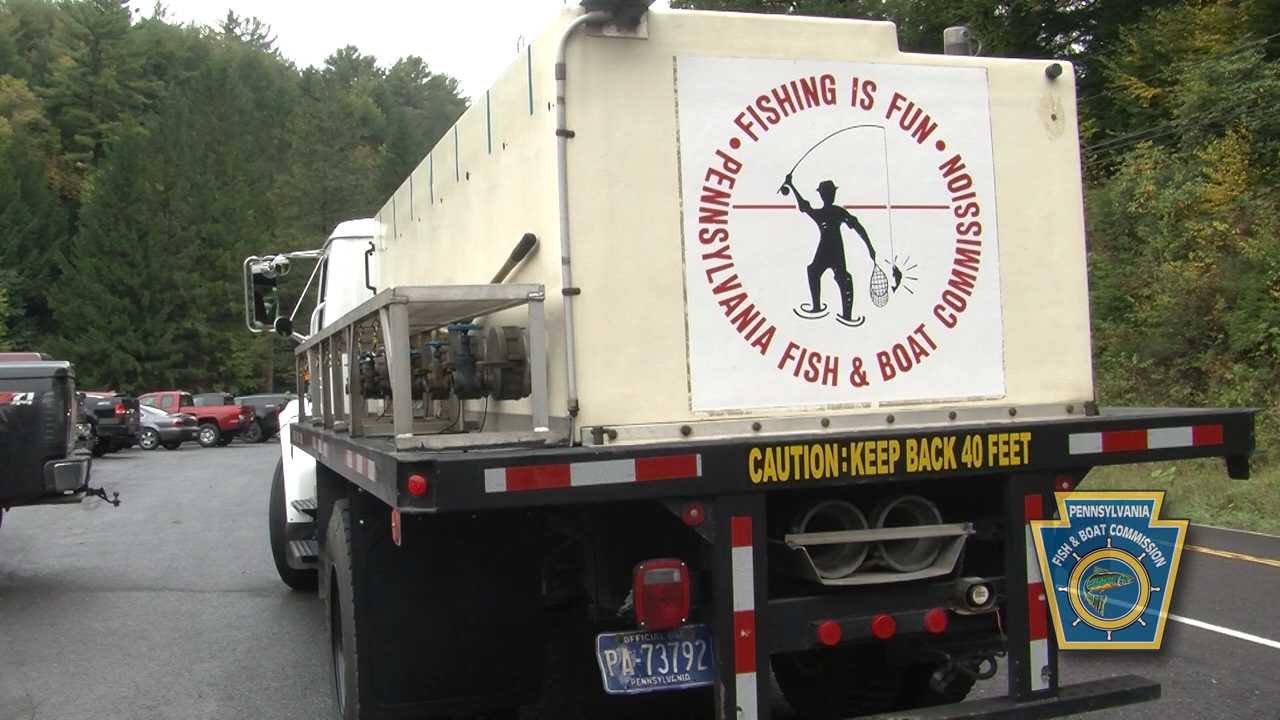 • FISHING IS FUN •
PENNSYLVANIA FISH & BOAT COMMISSION
CAUTION: KEEP BACK 40 FEET
PENNSYLVANIA
FISH & BOAT COMMISSION
OFFICIAL USE
PA-73792
PENNSYLVANIA